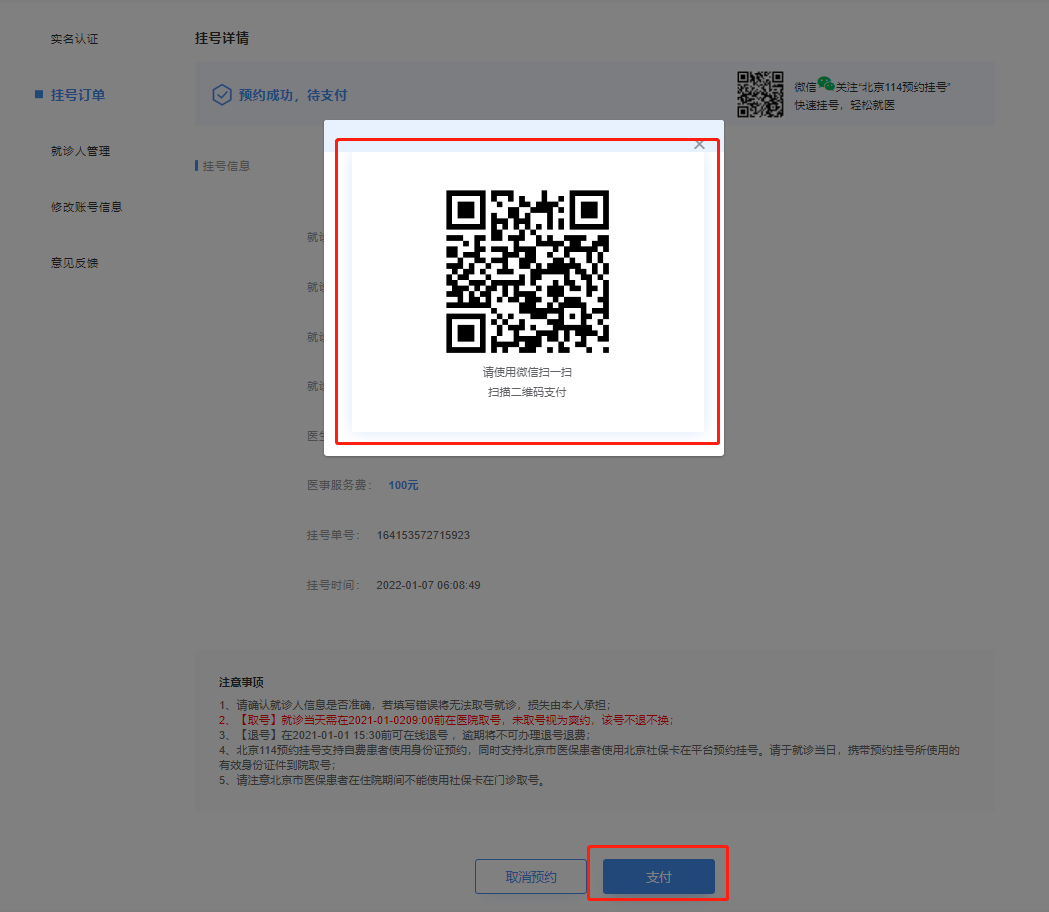 实名认证
挂号详情
挂号订单
预约成功，待支付
微信 关注"北京114预约挂号"
快速挂号，轻松就医
就诊人管理
挂号信息
修改账号信息
就诊
意见反馈
就诊
就诊
请使用微信扫一扫
就诊
扫描二维码支付
医生
医事服务费： 100元
挂号单号： 164153572715923
挂号时间： 2022-01-07 06:08:49
注意事项
1、请确认就诊人信息是否准确，若填写错误将无法取号就诊，损失由本人承担；
2、【取号】就诊当天需在2021-01-0209:00前在医院取号，未取号视为爽约，该号不退不换；
3、【退号】在2021-01-01 15:30前可在线退号 ，逾期将不可办理退号退费；
4、北京114预约挂号支持自费患者使用身份证预约，同时支持北京市医保患者使用北京社保卡在平台预约挂号。请于就诊当日，携带预约挂号所使用的
有效身份证件到院取号；
5、请注意北京市医保患者在住院期间不能使用社保卡在门诊取号。
取消预约
支付